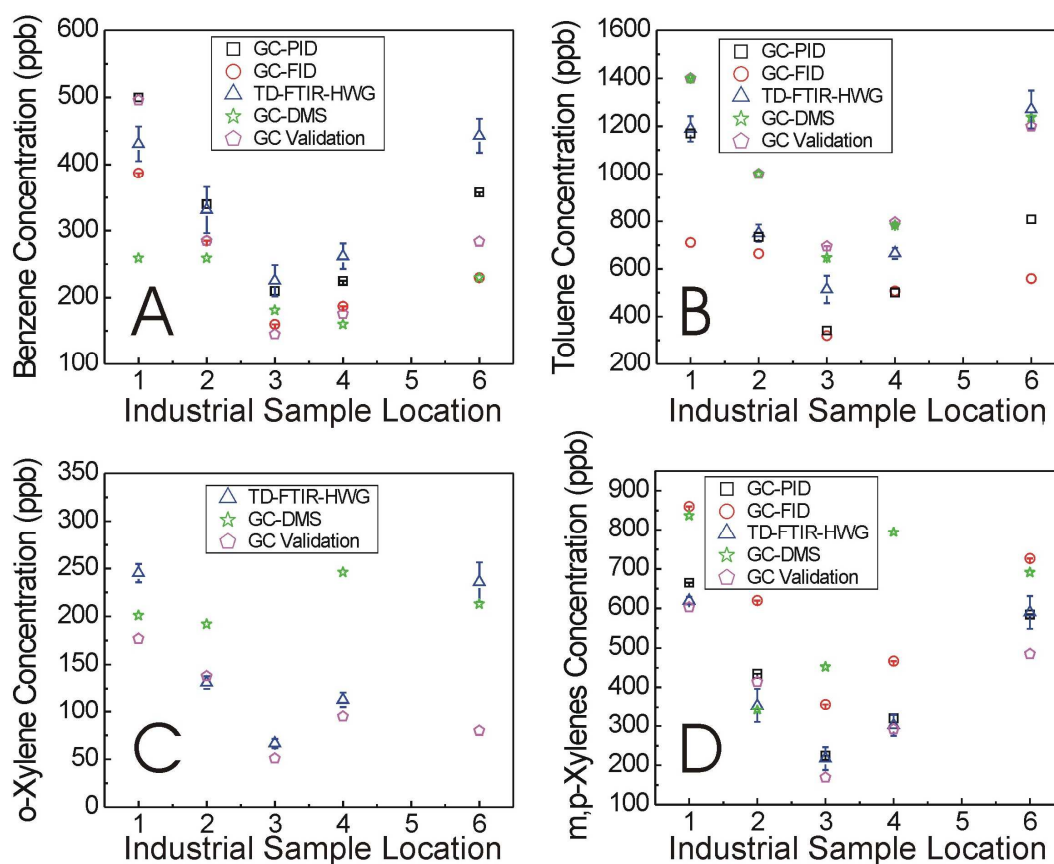 600
500
400
300
200
100
Benzene Concentration (ppb)
GC-PID
GC-FID
TD-FTIR-HWG
GC-DMS
GC Validation
A
1 2 3 4 5 6
Industrial Sample Location
1600
1400
1200
1000
800
600
400
200
Toluene Concentration (ppb)
GC-PID
GC-FID
TD-FTIR-HWG
GC-DMS
GC Validation
B
1 2 3 4 5 6
Industrial Sample Location
350
300
250
200
150
100
50
0
o-Xylene Concentration (ppb)
TD-FTIR-HWG
GC-DMS
GC Validation
C
1 2 3 4 5 6
Industrial Sample Location
900
800
700
600
500
400
300
200
100
m,p-Xylenes Concentration (ppb)
GC-PID
GC-FID
TD-FTIR-HWG
GC-DMS
GC Validation
D
1 2 3 4 5 6
Industrial Sample Location